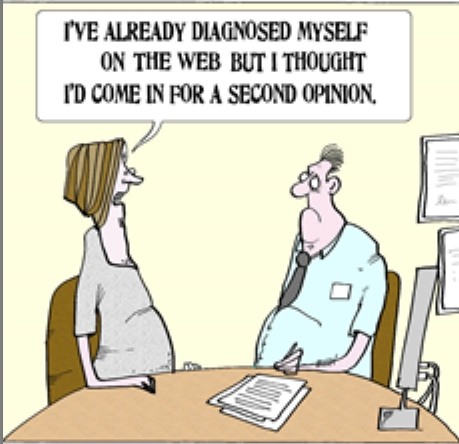 I'VE ALREADY DIAGNOSED MYSELF
ON THE WEB BUT I THOUGHT
I'D COME IN FOR A SECOND OPINION.